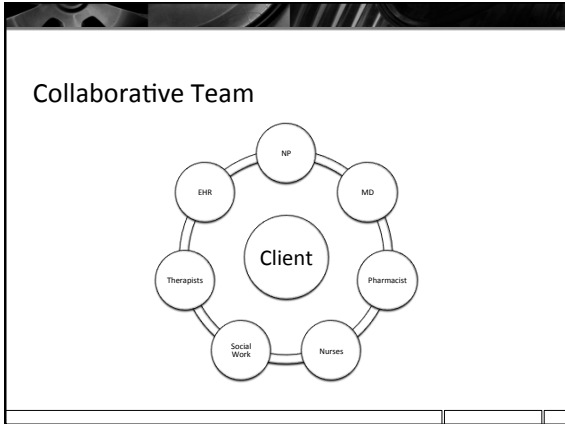 Collaborative Team
NP
MD
Pharmacist
Nurses
Social
Work
Therapists
EHR
Client